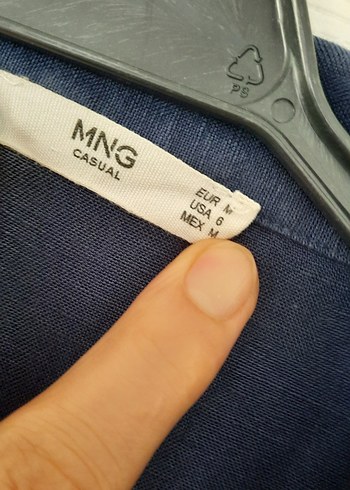 PS
MNG
CASUAL
EUR M
USA 6
MEX M